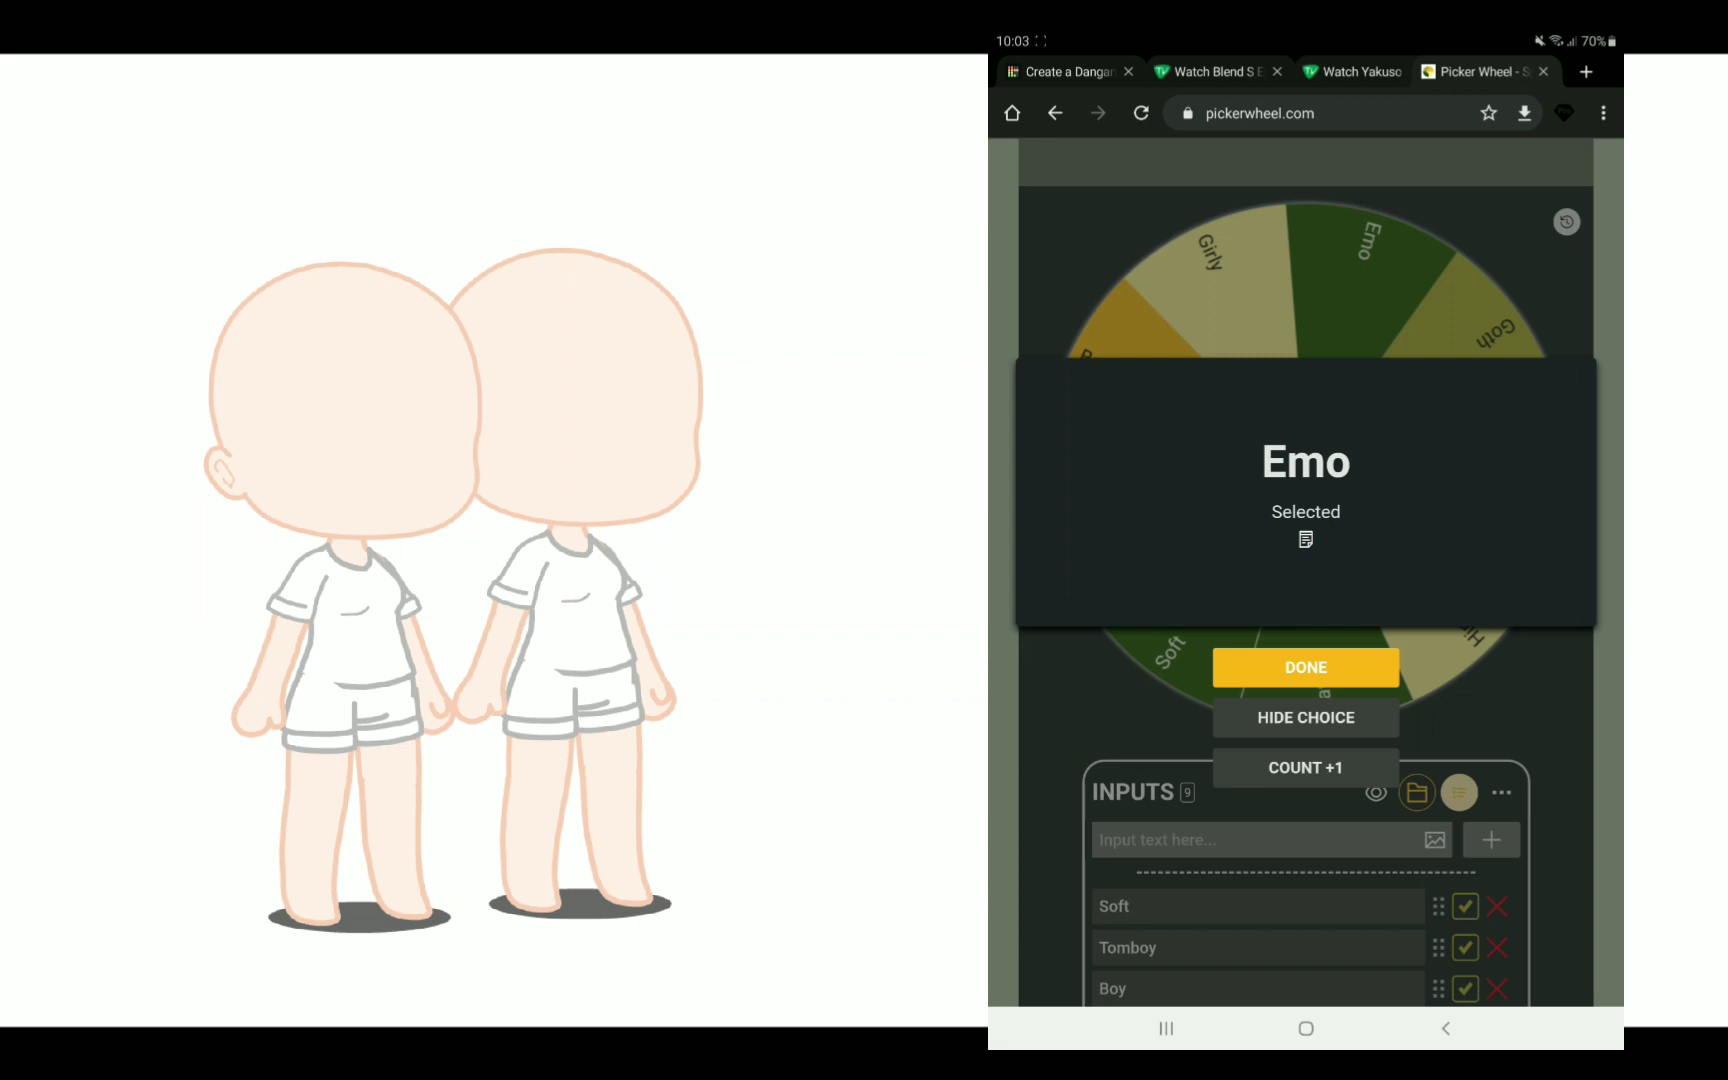 10:03
70%
Create a Dangan
Watch Blend S E
Watch Yakuso
Picker Wheel - S
pickerwheel.com
Girly
Emo
Goth
Emo
Selected
Soft
DONE
HIDE CHOICE
COUNT +1
INPUTS 9
Input text here...
Soft
Tomboy
Boy